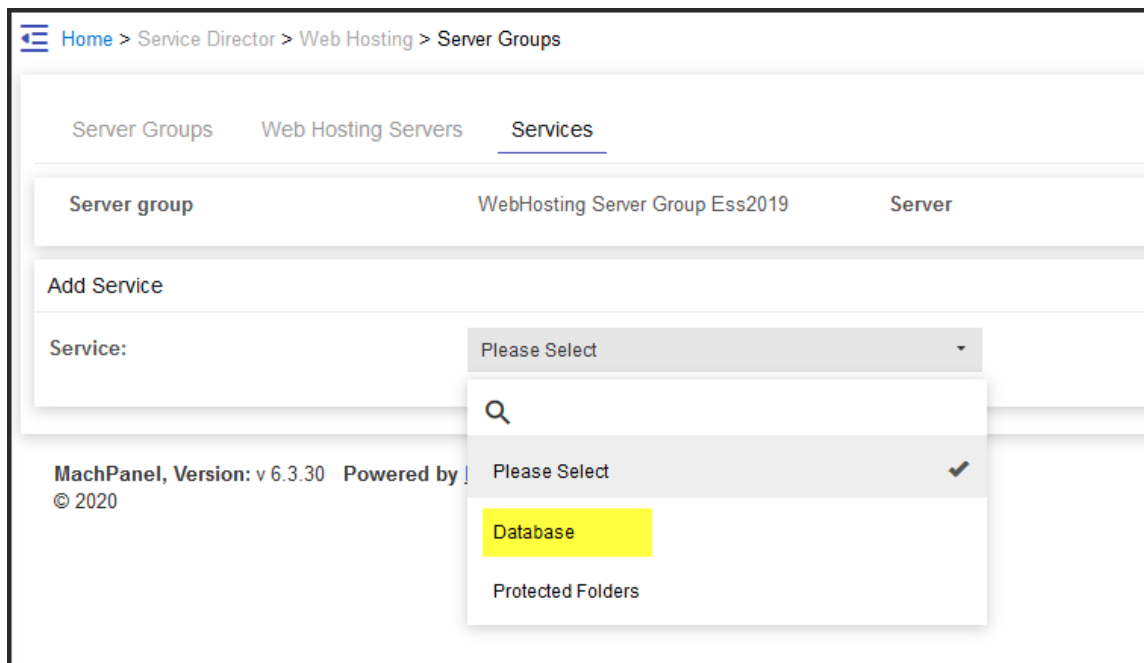 Home > Service Director > Web Hosting > Server Groups
Server Groups Web Hosting Servers Services
Server group WebHosting Server Group Ess2019 Server
Add Service
Service: Please Select
Please Select
Database
Protected Folders
MachPanel, Version: v 6.3.30 Powered by
© 2020